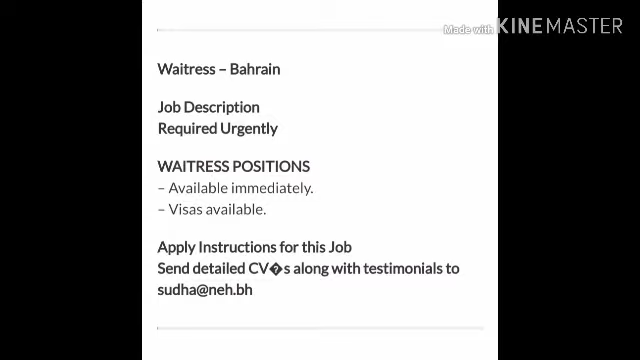 Made with KINEMASTER
Waitress – Bahrain
Job Description
Required Urgently
WAITRESS POSITIONS
– Available immediately.
– Visas available.
Apply Instructions for this Job
Send detailed CV�s along with testimonials to
sudha@neh.bh